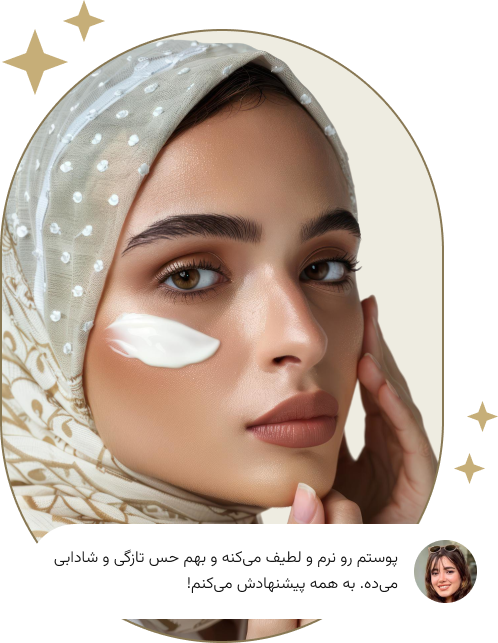 پوستم رو نرم و لطیف می‌کنه و بهم حس تازگی و شادابی
می‌ده. به همه پیشنهادش می‌کنم!